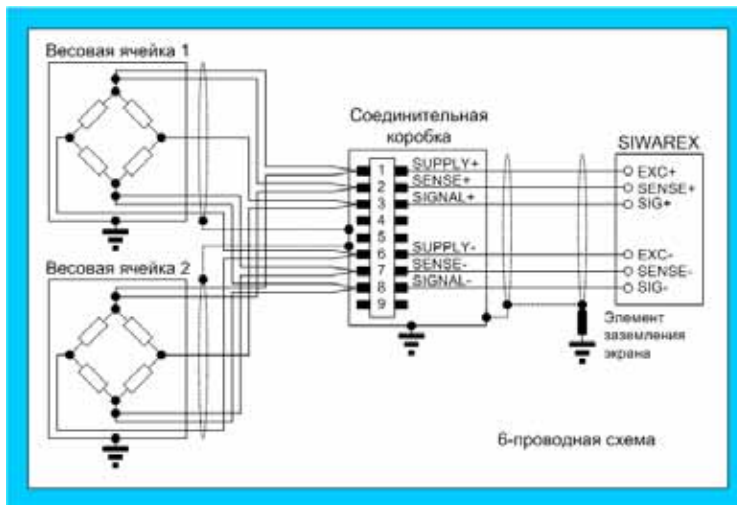 Весовая ячейка 1
Соединительная
коробка
SIWAREX
1
SUPPLY+
EXC+
2
SENSE+
SENSE+
3
SIGNAL+
SIG+
4
5
6
SUPPLY-
EXC-
7
SENSE-
SENSE-
8
SIGNAL-
SIG-
9
Весовая ячейка 2
Элемент
заземления
экрана
6-проводная схема